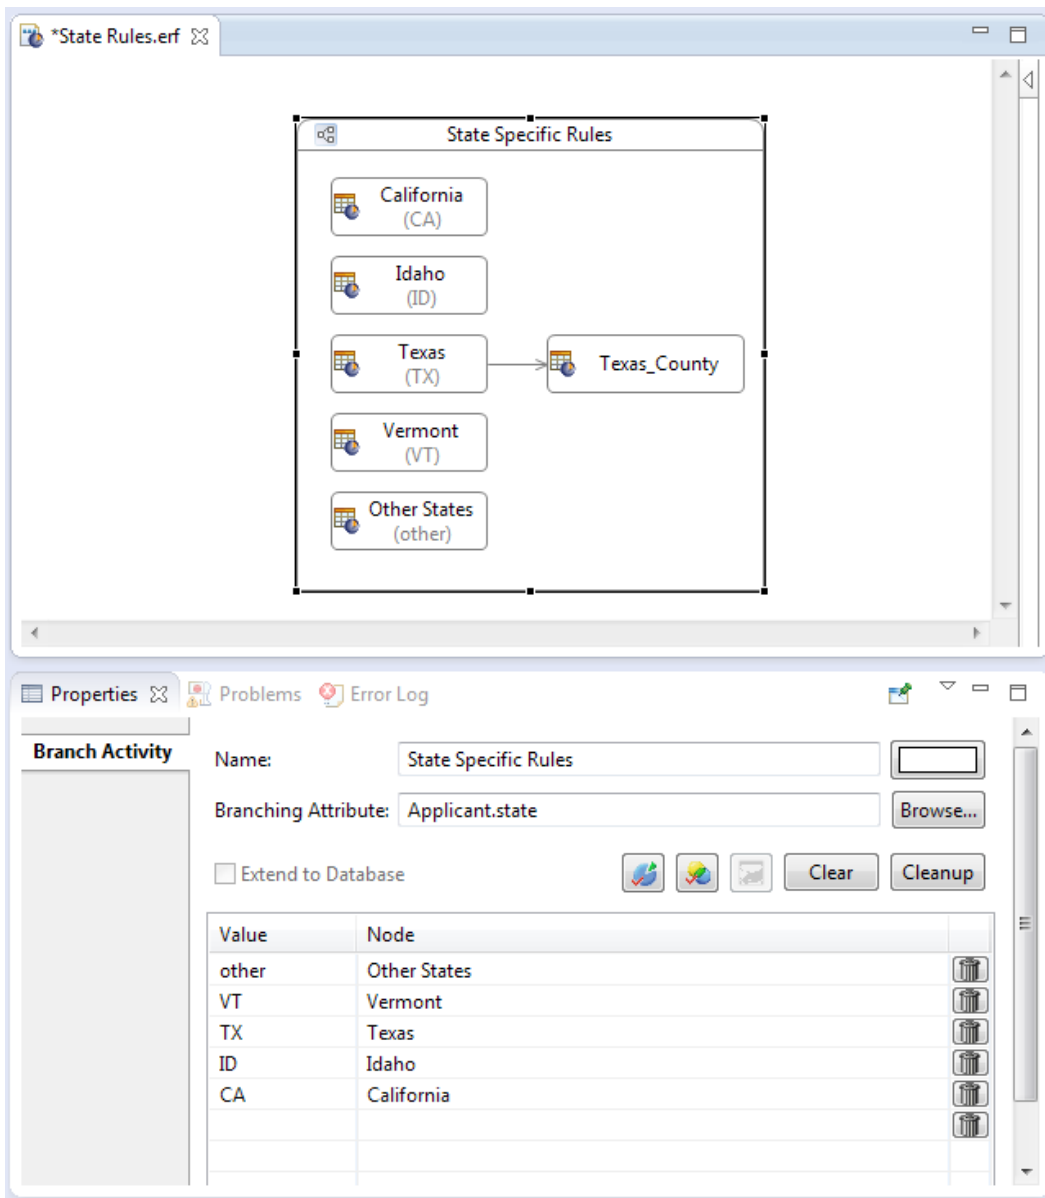 *State Rules.erf
State Specific Rules
California
(CA)
Idaho
(ID)
Texas
(TX)
Texas_County
Vermont
(VT)
Other States
(other)
Properties Problems Error Log
Branch Activity
Name: State Specific Rules
Branching Attribute: Applicant.state Browse...
Extend to Database Clear Cleanup
Value Node
other Other States
VT Vermont
TX Texas
ID Idaho
CA California